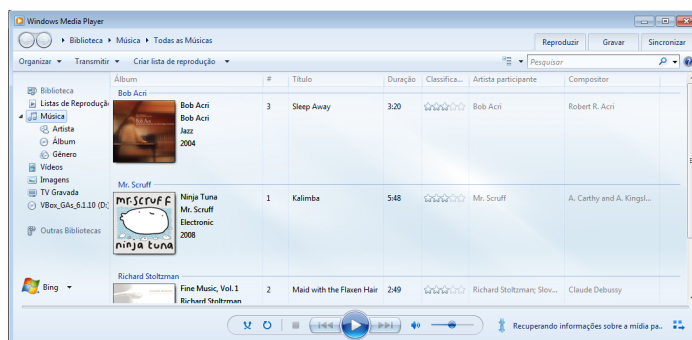 Windows Media Player
Biblioteca Música Todas as Músicas
Reproduzir Gravar Sincronizar
Organizar Transmitir Criar lista de reprodução Pesquisar
Álbum # Título Duração Classifica... Artista participante Compositor
Biblioteca
Listas de Reproduçã
Música
Artista
Álbum
Gênero
Vídeos
Imagens
TV Gravada
VBox_GAs_6.1.10 (D:)
Outras Bibliotecas
Bing
Bob Acri
Bob Acri 3 Sleep Away 3:20 Bob Acri Robert R. Acri
Bob Acri
Jazz
2004
Mr. Scruff
mr.scruff
ninja tuna
Ninja Tuna 1 Kalimba 5:48 Mr. Scruff A. Carthy and A. Kingsl...
Mr. Scruff
Electronic
2008
Richard Stoltzman
Fine Music, Vol. 1 2 Maid with the Flaxen Hair 2:49 Richard Stoltzman; Slov... Claude Debussy
Richard Stoltzman
Recuperando informações sobre a mídia pa..